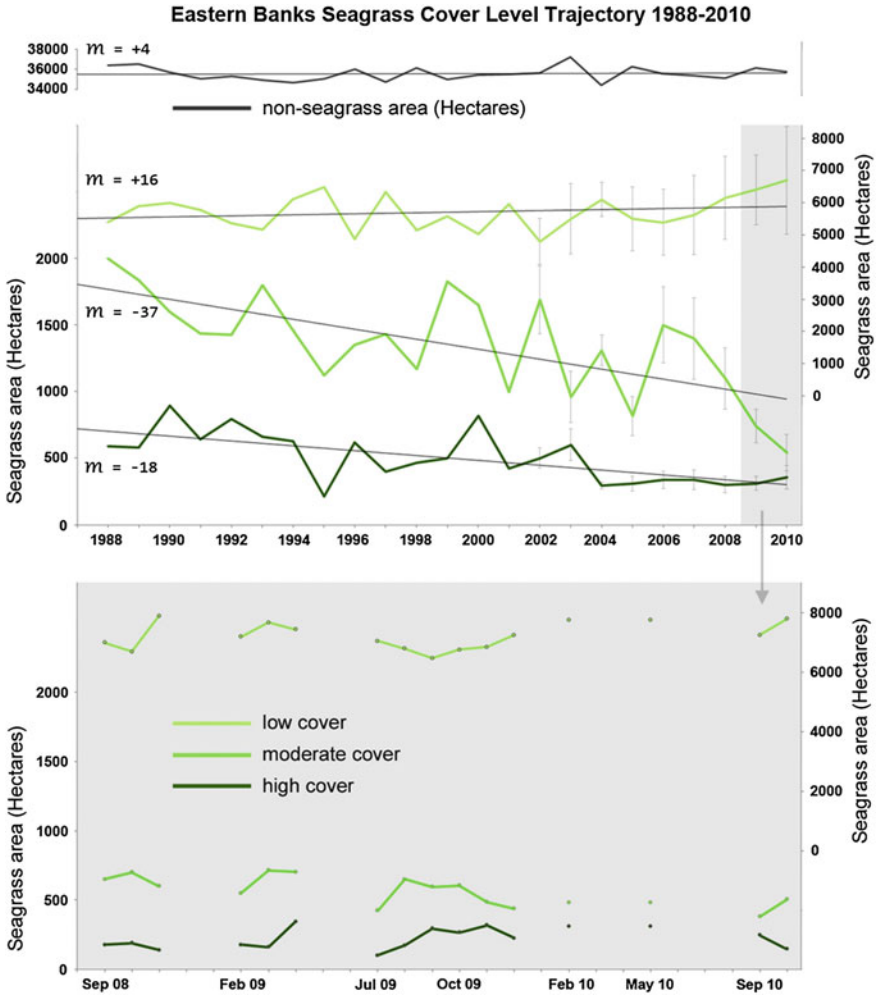 Eastern Banks Seagrass Cover Level Trajectory 1988-2010
m = +4
38000
36000
34000
non-seagrass area (Hectares)
8000
7000
6000
5000
4000
3000
2000
1000
0
Seagrass area (Hectares)
m = +16
m = -37
m = -18
2000
1500
1000
500
0
Seagrass area (Hectares)
1988 1990 1992 1994 1996 1998 2000 2002 2004 2006 2008 2010
8000
6000
4000
2000
0
Seagrass area (Hectares)
low cover
moderate cover
high cover
2000
1500
1000
500
0
Seagrass area (Hectares)
Sep 08 Feb 09 Jul 09 Oct 09 Feb 10 May 10 Sep 10